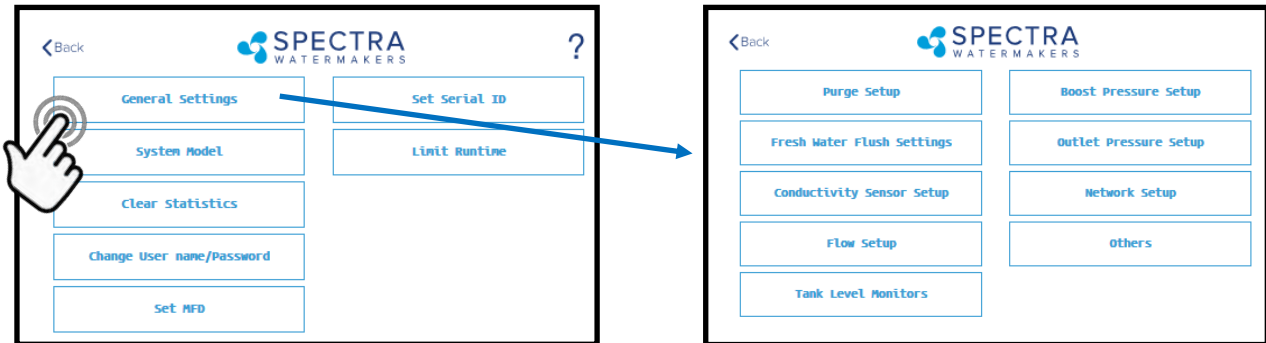 Back
SPECTRA
WATERMAKERS
?
General Settings
Set Serial ID
System Model
Limit Runtime
Clear Statistics
Change User name/Password
Set MFD
Back
SPECTRA
WATERMAKERS
Purge Setup
Boost Pressure Setup
Fresh Water Flush Settings
Outlet Pressure Setup
Conductivity Sensor Setup
Network Setup
Flow Setup
Others
Tank Level Monitors